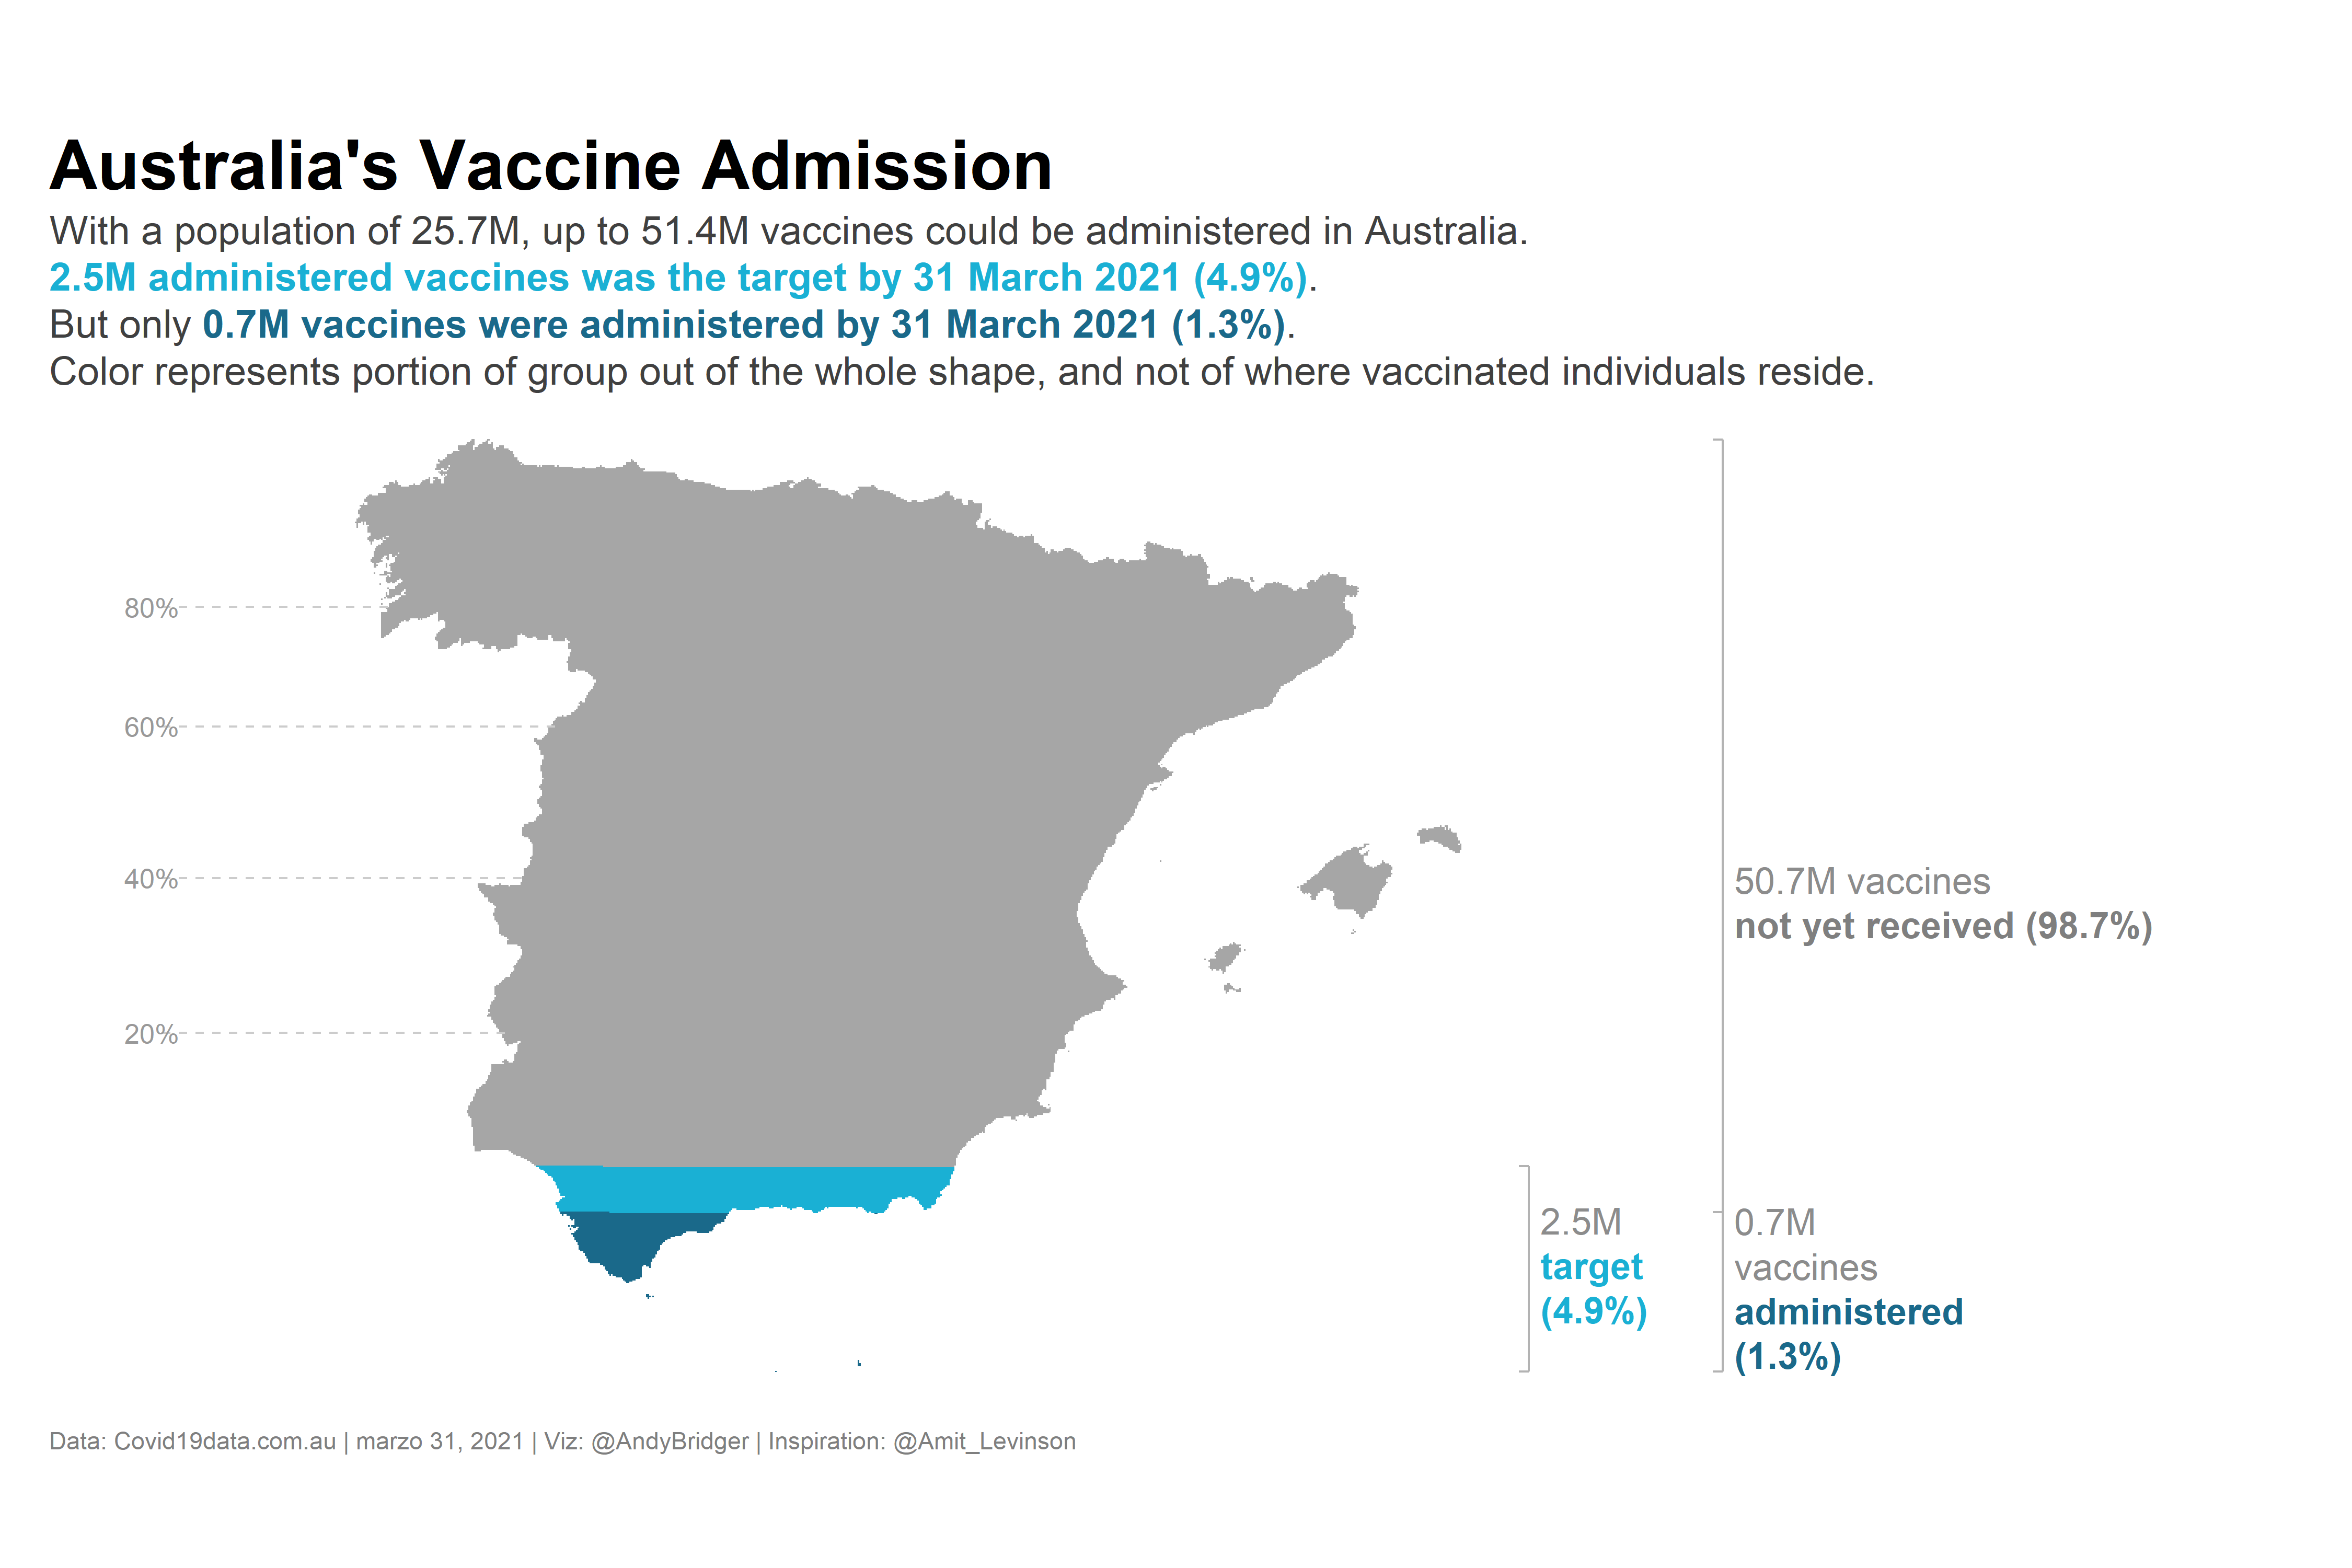 Australia's Vaccine Admission
With a population of 25.7M, up to 51.4M vaccines could be administered in Australia.
2.5M administered vaccines was the target by 31 March 2021 (4.9%).
But only 0.7M vaccines were administered by 31 March 2021 (1.3%).
Color represents portion of group out of the whole shape, and not of where vaccinated individuals reside.
80%
60%
40%
20%
50.7M vaccines
not yet received (98.7%)
2.5M
target
(4.9%)
0.7M
vaccines
administered
(1.3%)
Data: Covid19data.com.au | marzo 31, 2021 | Viz: @AndyBridger | Inspiration: @Amit_Levinson